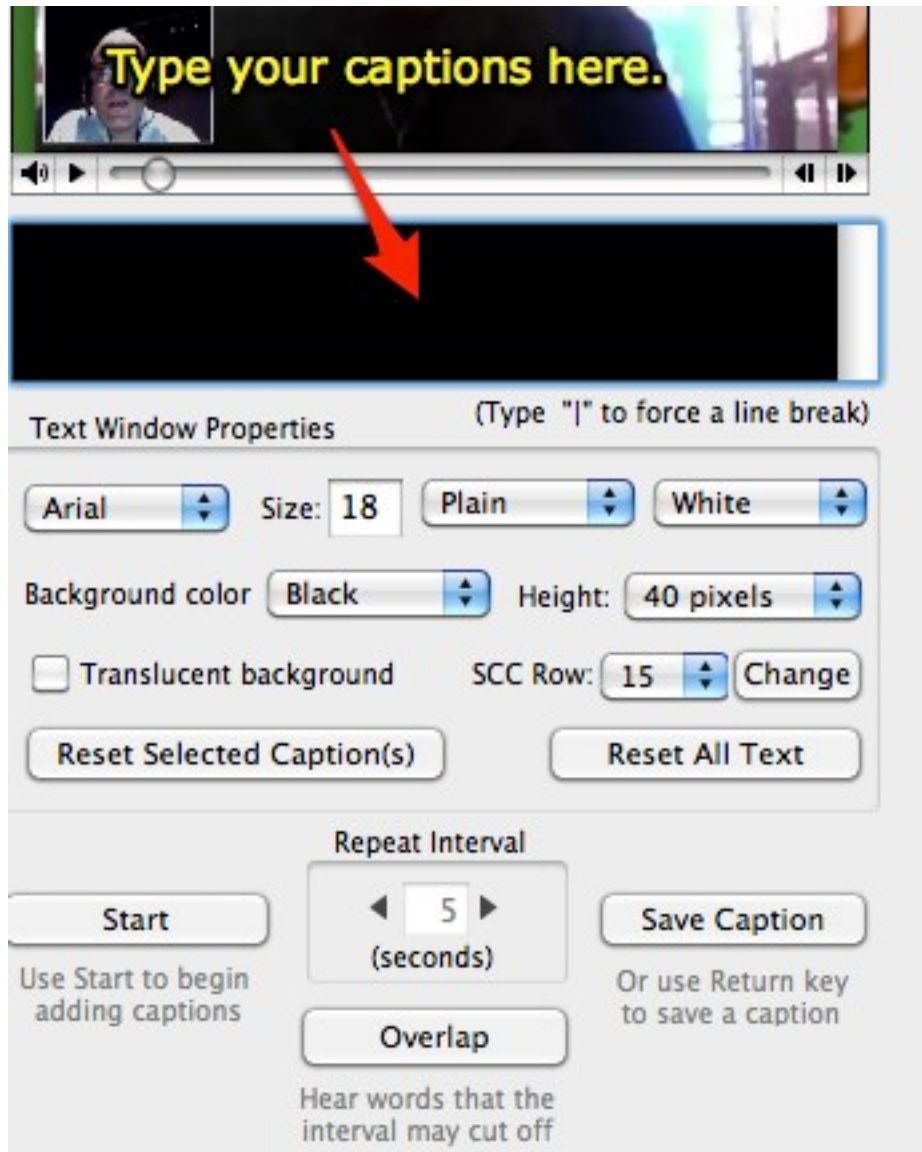 Type your captions here.
(Type "|" to force a line break)
Text Window Properties
Arial Size: 18 Plain White
Background color Black Height: 40 pixels
Translucent background SCC Row: 15 Change
Reset Selected Caption(s) Reset All Text
Repeat Interval
Start 5 Save Caption
(seconds)
Use Start to begin
adding captions
Or use Return key
to save a caption
Overlap
Hear words that the
interval may cut off